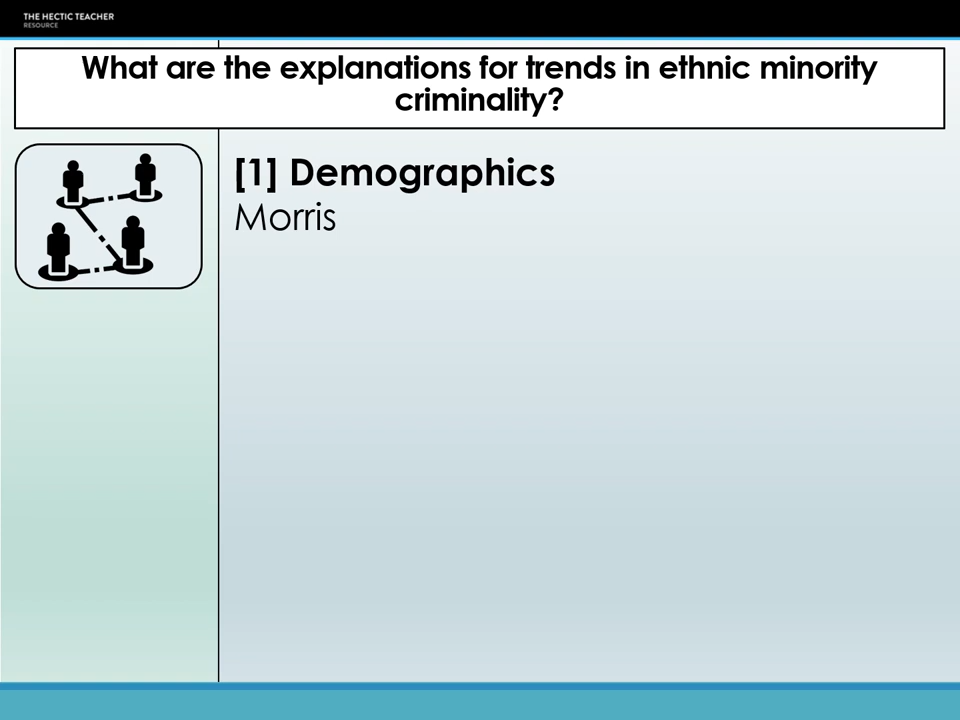 THE HECTIC TEACHER
RESOURCE
What are the explanations for trends in ethnic minority
criminality?
[1] Demographics
Morris